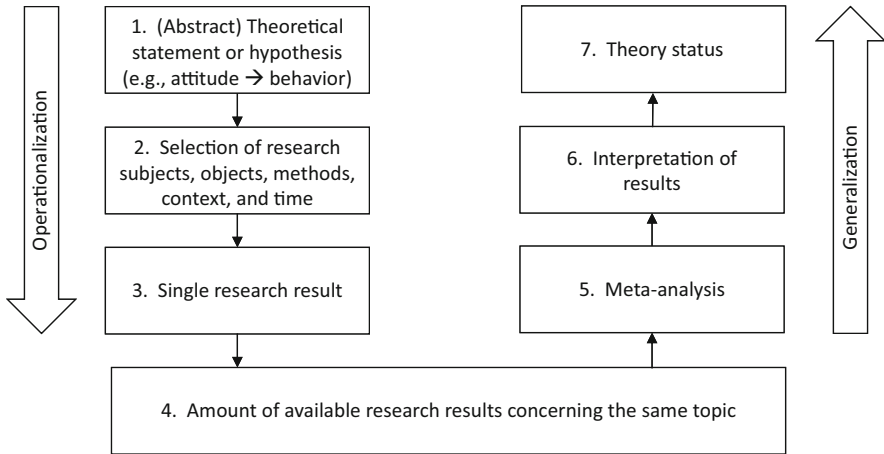 Operationalization
1. (Abstract) Theoretical
statement or hypothesis
(e.g., attitude → behavior)
2. Selection of research
subjects, objects, methods,
context, and time
3. Single research result
4. Amount of available research results concerning the same topic
5. Meta-analysis
6. Interpretation of
results
7. Theory status
Generalization